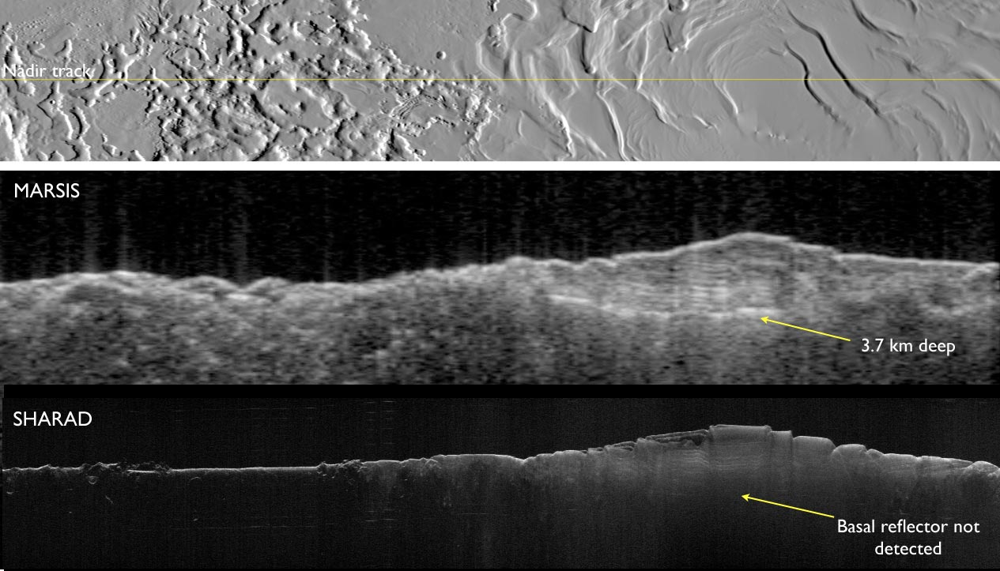 Nadir track
MARSIS
3.7 km deep
SHARAD
Basal reflector not
detected